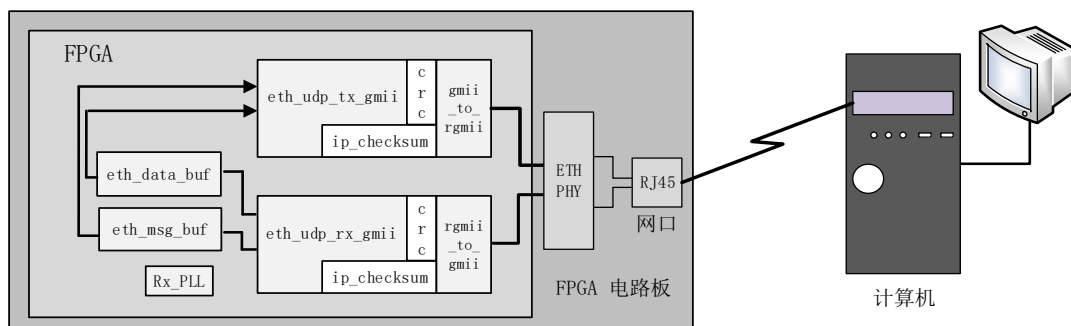 FPGA
eth_udp_tx_gmii
c
r
c
gmii
_to_
rgmii
ip_checksum
eth_data_buf
eth_msg_buf
Rx_PLL
eth_udp_rx_gmii
c
r
c
rgmii
_to_
gmii
ip_checksum
ETH
PHY
RJ45
网口
FPGA 电路板
计算机